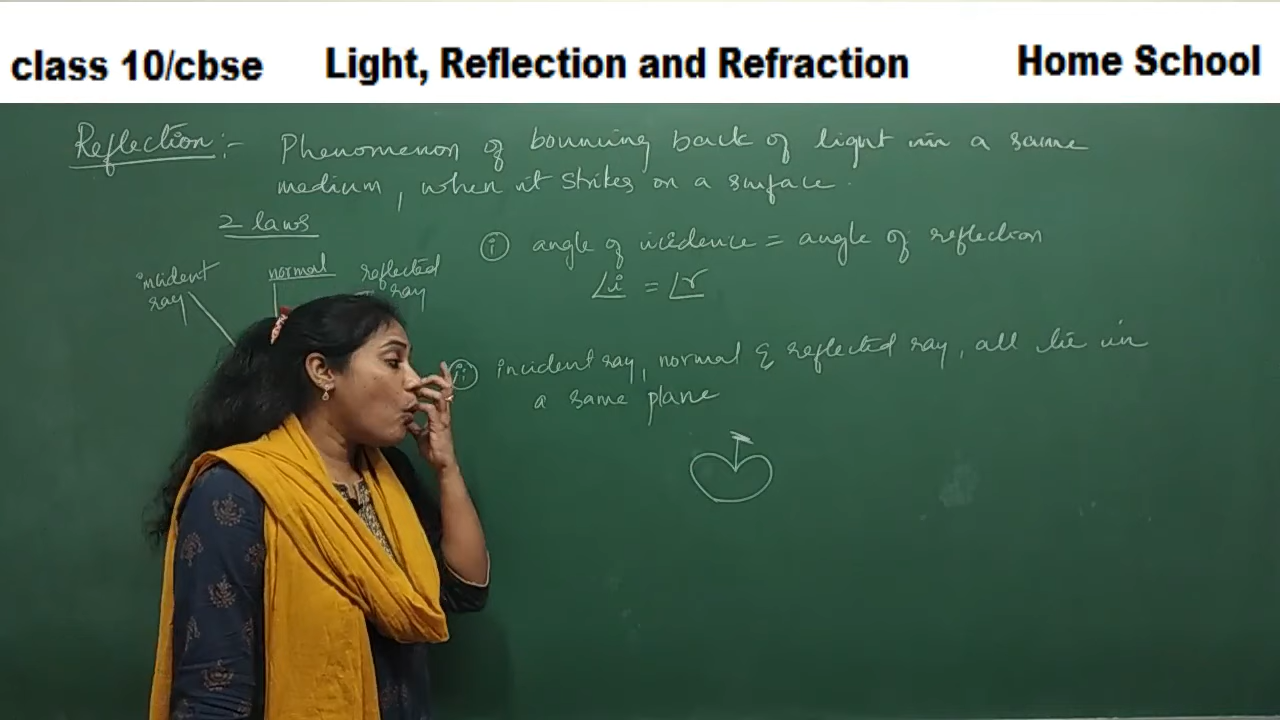 class 10/cbse Light, Reflection and Refraction Home School
Reflection :- Phenomenon of bouncing back of light in a same
medium, when it strikes on a surface.
2 laws
incident ray
normal
reflected ray
(i) angle of incidence = angle of reflection
∠i = ∠r
(ii) incident ray, normal & reflected ray, all lie in
a same plane